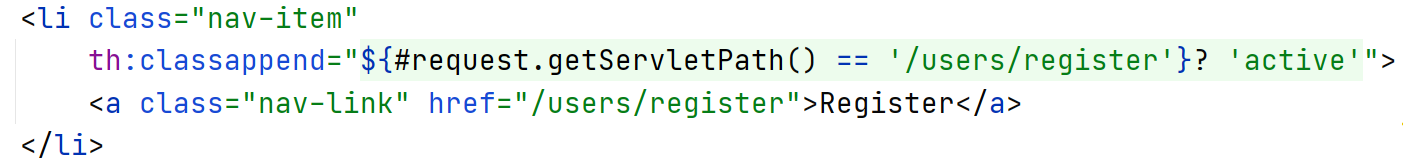 <li class="nav-item"
th:classappend="${#request.getServletPath() == '/users/register'}? 'active'">
<a class="nav-link" href="/users/register">Register</a>
</li>